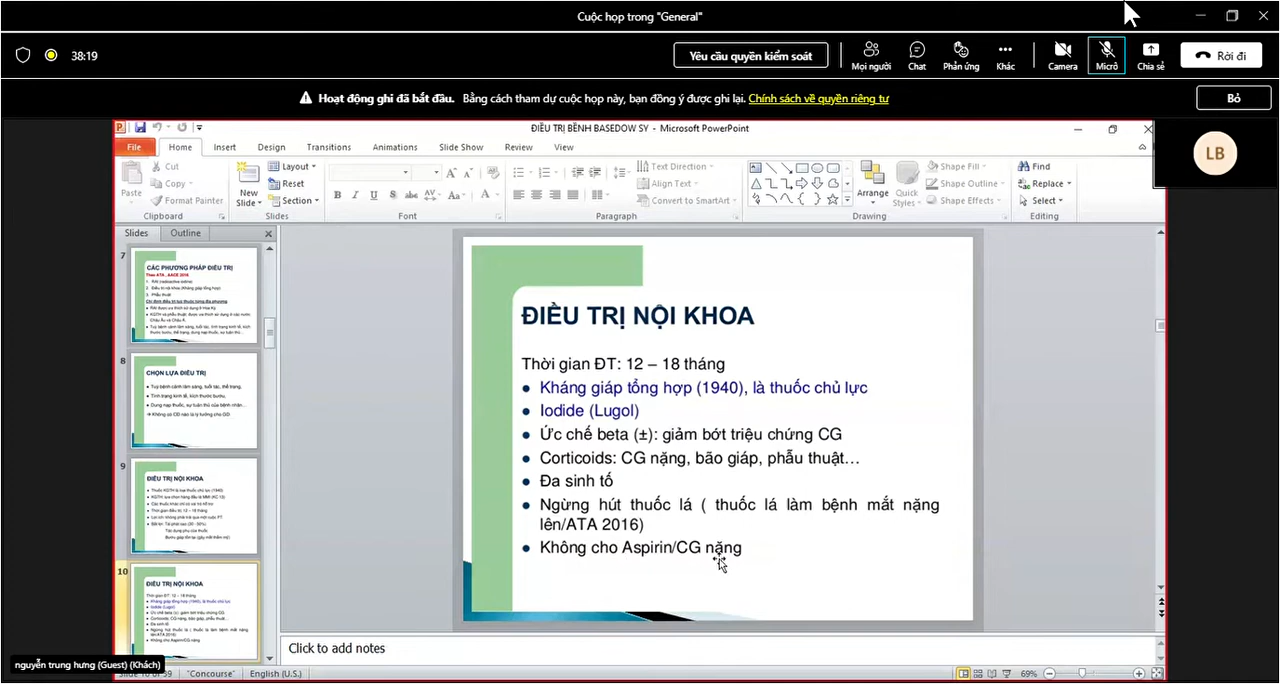 Cuộc họp trong "General"
38:19
Yêu cầu quyền kiểm soát
Mọi người
Chat
Phản ứng
Khác
Camera
Micrô
Chia sẻ
Rời đi
Hoạt động ghi đã bắt đầu. Bằng cách tham dự cuộc họp này, bạn đồng ý được ghi lại. Chính sách về quyền riêng tư
Bỏ
LB
ĐIỀU TRỊ BỆNH BASEDOW SY - Microsoft PowerPoint
File Home Insert Design Transitions Animations Slide Show Review View
Paste
Cut
Copy
Format Painter
Clipboard
New Slide
Layout
Reset
Section
Slides
Font
Text Direction
Align Text
Convert to SmartArt
Paragraph
Arrange
Quick Styles
Shape Fill
Shape Outline
Shape Effects
Drawing
Find
Replace
Select
Editing
Slides Outline
7
CÁC PHƯƠNG PHÁP ĐIỀU TRỊ
8
CHỌN LỰA ĐIỀU TRỊ
9
ĐIỀU TRỊ NỘI KHOA
10
ĐIỀU TRỊ NỘI KHOA
ĐIỀU TRỊ NỘI KHOA
Thời gian ĐT: 12 – 18 tháng
Kháng giáp tổng hợp (1940), là thuốc chủ lực
Iodide (Lugol)
Ức chế beta (±): giảm bớt triệu chứng CG
Corticoids: CG nặng, bão giáp, phẫu thuật…
Đa sinh tố
Ngừng hút thuốc lá ( thuốc lá làm bệnh mắt nặng
lên/ATA 2016)
Không cho Aspirin/CG nặng
Click to add notes
nguyễn trung hưng (Guest) (Khách)
"Concourse"
English (U.S.)
69%